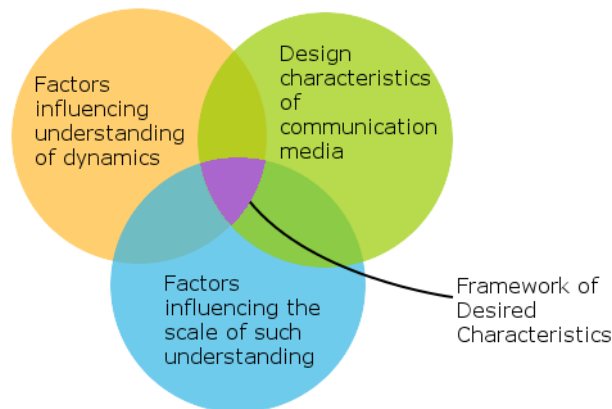 Factors
influencing
understanding
of dynamics
Design
characteristics
of
communication
media
Factors
influencing the
scale of such
understanding
Framework of
Desired
Characteristics